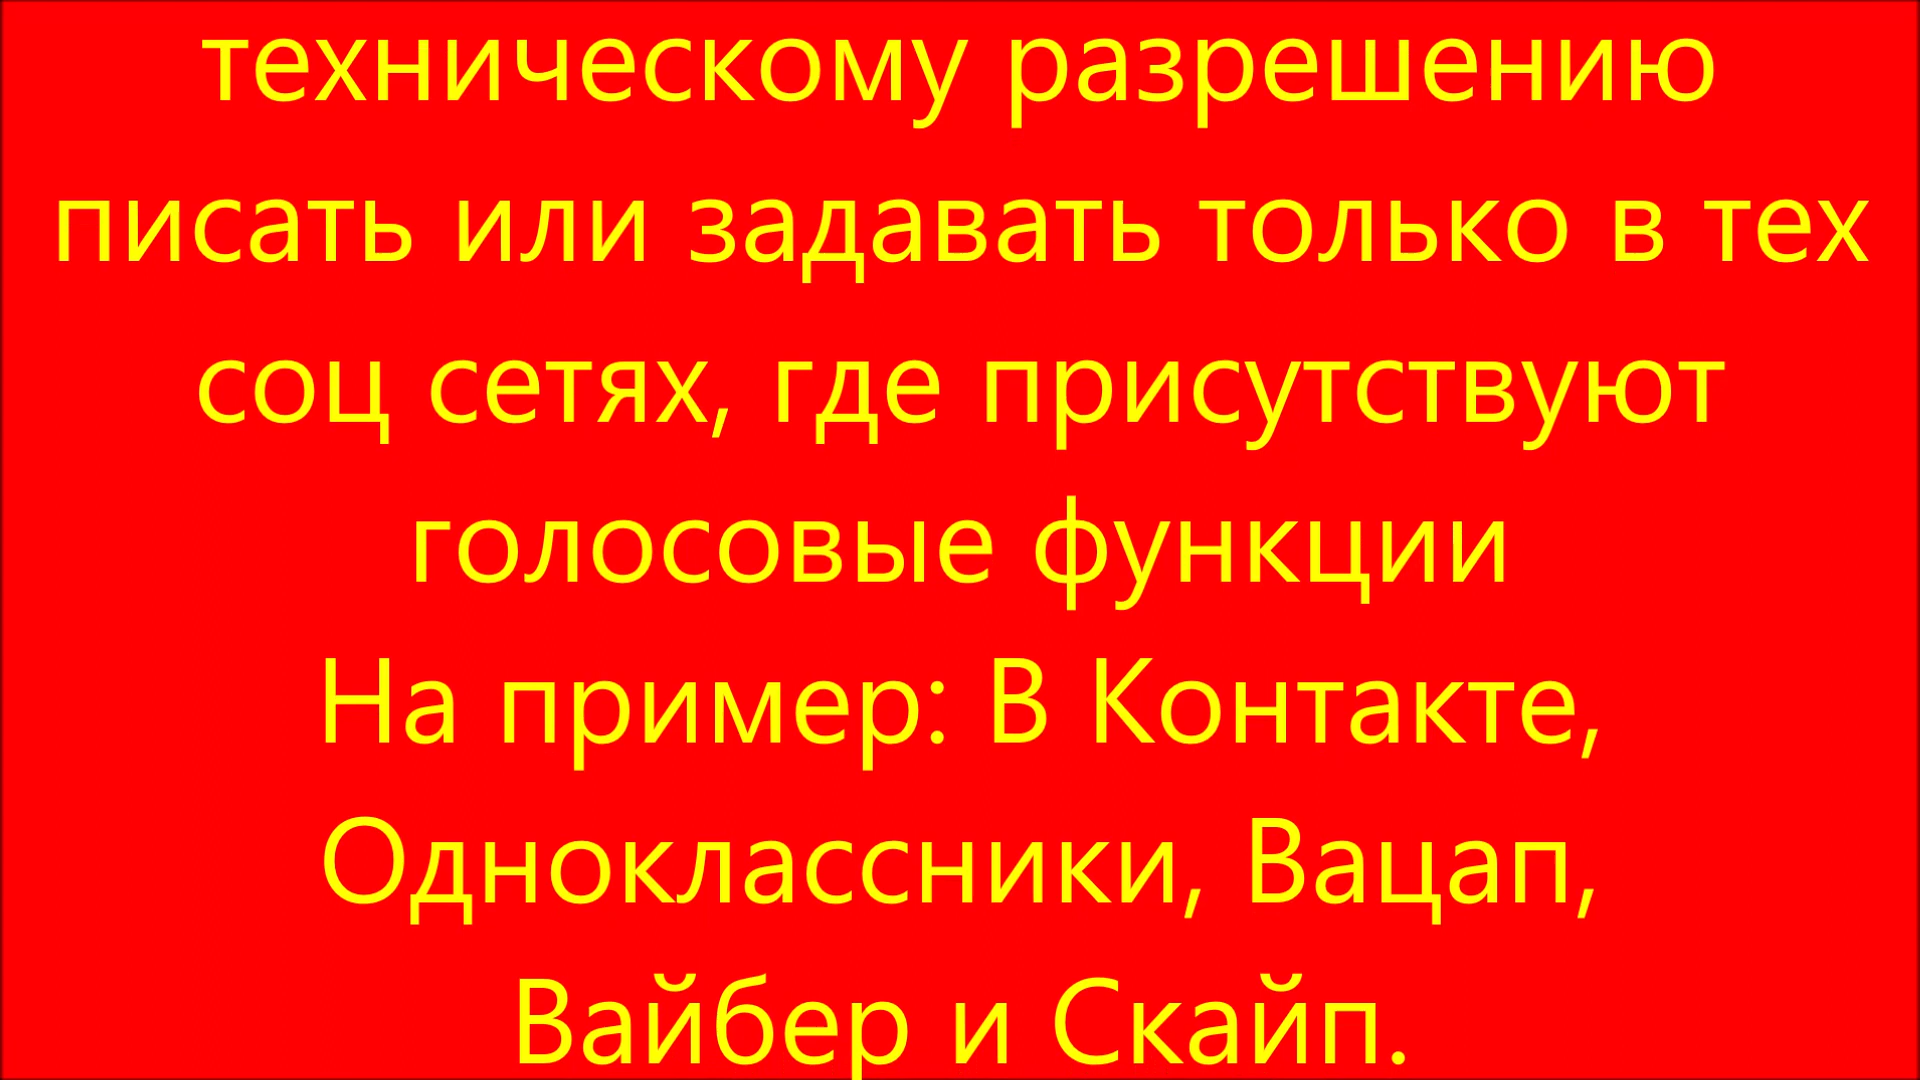 техническому разрешению
писать или задавать только в тех
соц сетях, где присутствуют
голосовые функции
На пример: В Контакте,
Одноклассники, Вацап,
Вайбер и Скайп.